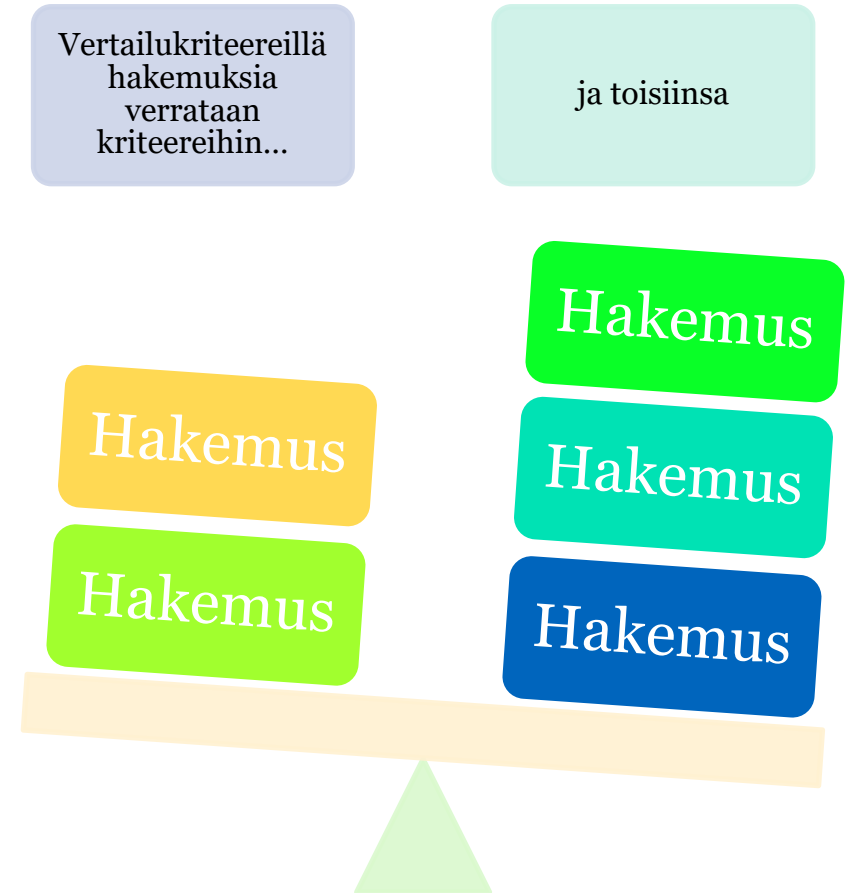 Vertailukriteereillä
hakemuksia
verrataan
kriteereihin…
ja toisiinsa
Hakemus
Hakemus
Hakemus
Hakemus
Hakemus